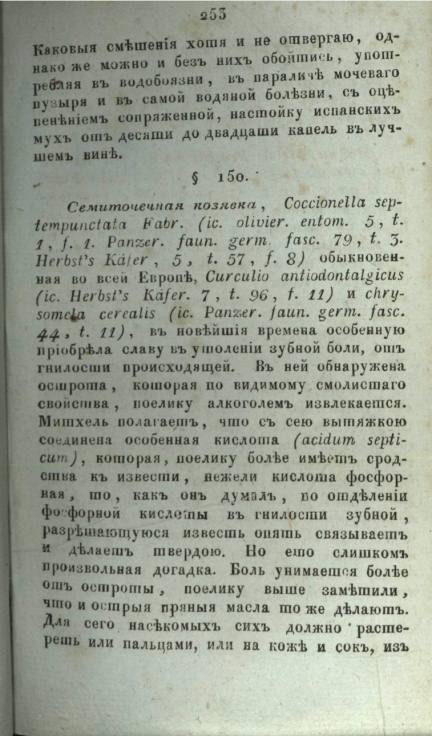 253
Каковыя смѣшенія хотя и не отвергаю, од-
нако же можно и безъ нихъ обойтись, упот-
ребляя въ водобоязни, въ параличѣ мочеваго
пузыря и въ самой водяной болѣзни, съ оцѣ-
пенѣніемъ сопряженной, настойку испанскихъ
мухъ отъ десяти до двадцати капель въ луч-
шемъ винѣ.
§ 150.
Семиточечная позявка, Coccionella sep-
tempunctata Fabr. (ic. olivier. entom. 5, t.
1, f. 1. Panzer. faun. germ. fasc. 79, t. 3.
Herbst's Käfer, 5, t. 57, f. 8) обыкновен-
ная во всей Европѣ, Curculio antiodontalgicus
(ic. Herbst's Käfer. 7, t. 96, f. 11) и chry-
somela cerealis (ic. Panzer. faun. germ. fasc.
44, t. 11), въ новѣйшія времена особенную
пріобрѣла славу въ утоленіи зубной боли, отъ
гнилости происходящей. Въ ней обнаружена
острота, которая по видимому смолистаго
свойства, поелику алкоголемъ извлекается.
Митхель полагаетъ, что съ сею вытяжкою
соединена особенная кислота (acidum septi-
cum), которая, поелику болѣе имѣетъ срод-
ства къ извести, нежели кислота фосфор-
ная, то, какъ онъ думалъ, по отдѣленіи
фосфорной кислоты въ гнилости зубной,
разрѣшающуюся известь опять связываетъ
и дѣлаетъ твердою. Но ето слишкомъ
произвольная догадка. Боль унимается болѣе
отъ остроты, поелику выше замѣтили,
что и острыя пряныя масла то же дѣлаютъ.
Для сего насѣкомыхъ сихъ должно расте-
реть или пальцами, или на кожѣ и сокъ, изъ